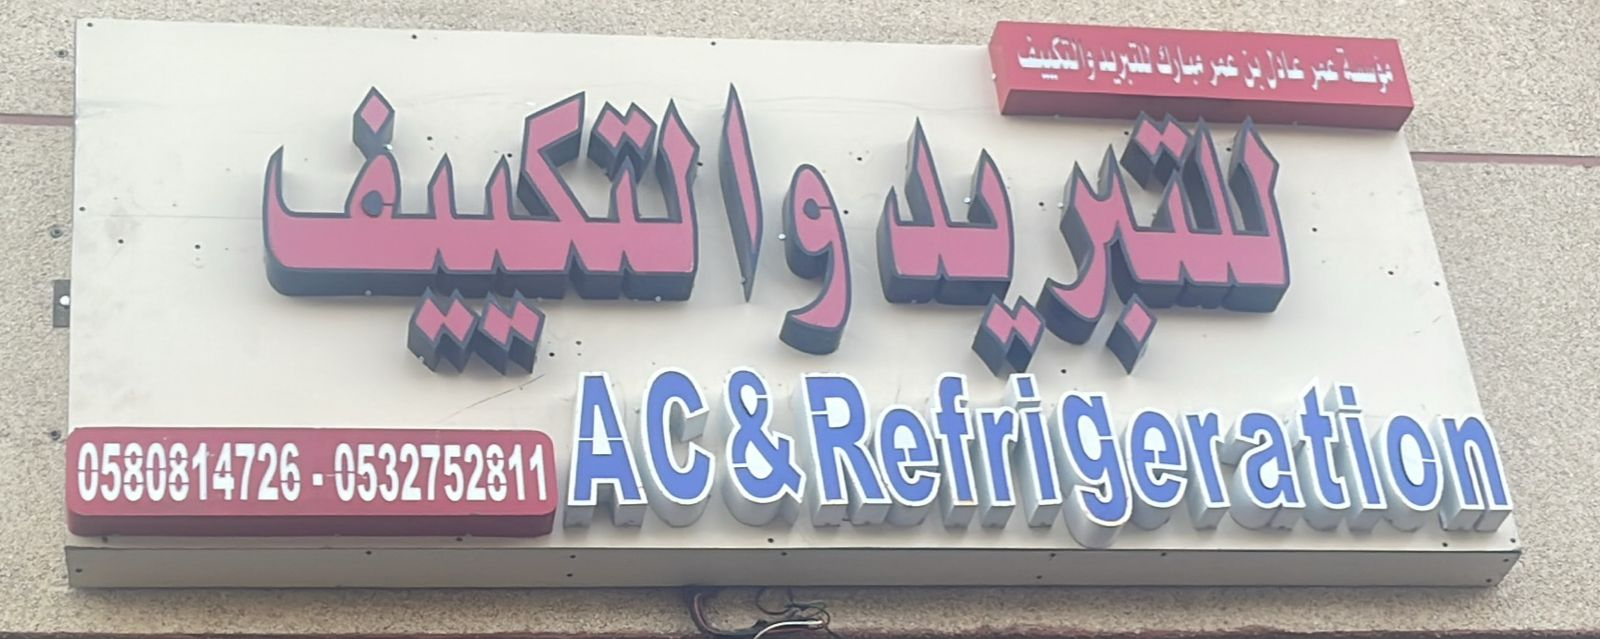 مؤسسة عمر عادل بن عمر مبارك للتبريد والتكييف
للتبريد والتكييف
AC & Refrigeration
0580814726 - 0532752811